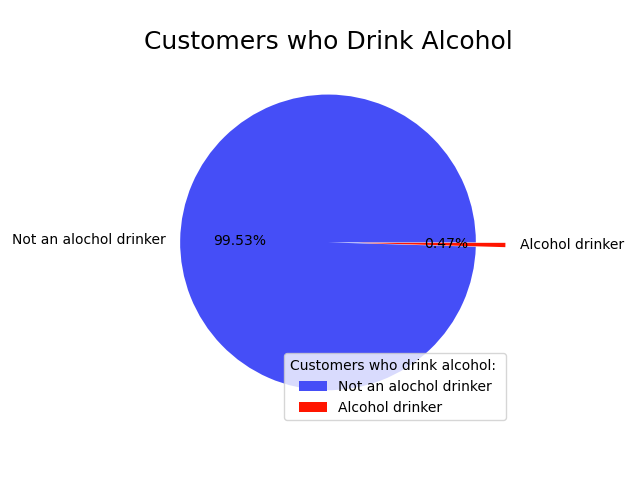 Customers who Drink Alcohol
Not an alochol drinker
99.53%
0.47%
Alcohol drinker
Customers who drink alcohol:
Not an alochol drinker
Alcohol drinker